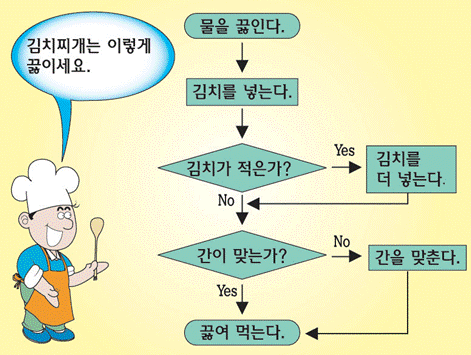 김치찌개는 이렇게
끓이세요.
물을 끓인다.
김치를 넣는다.
김치가 적은가?
Yes
김치를
더 넣는다.
No
간이 맞는가?
No
간을 맞춘다.
Yes
끓여 먹는다.